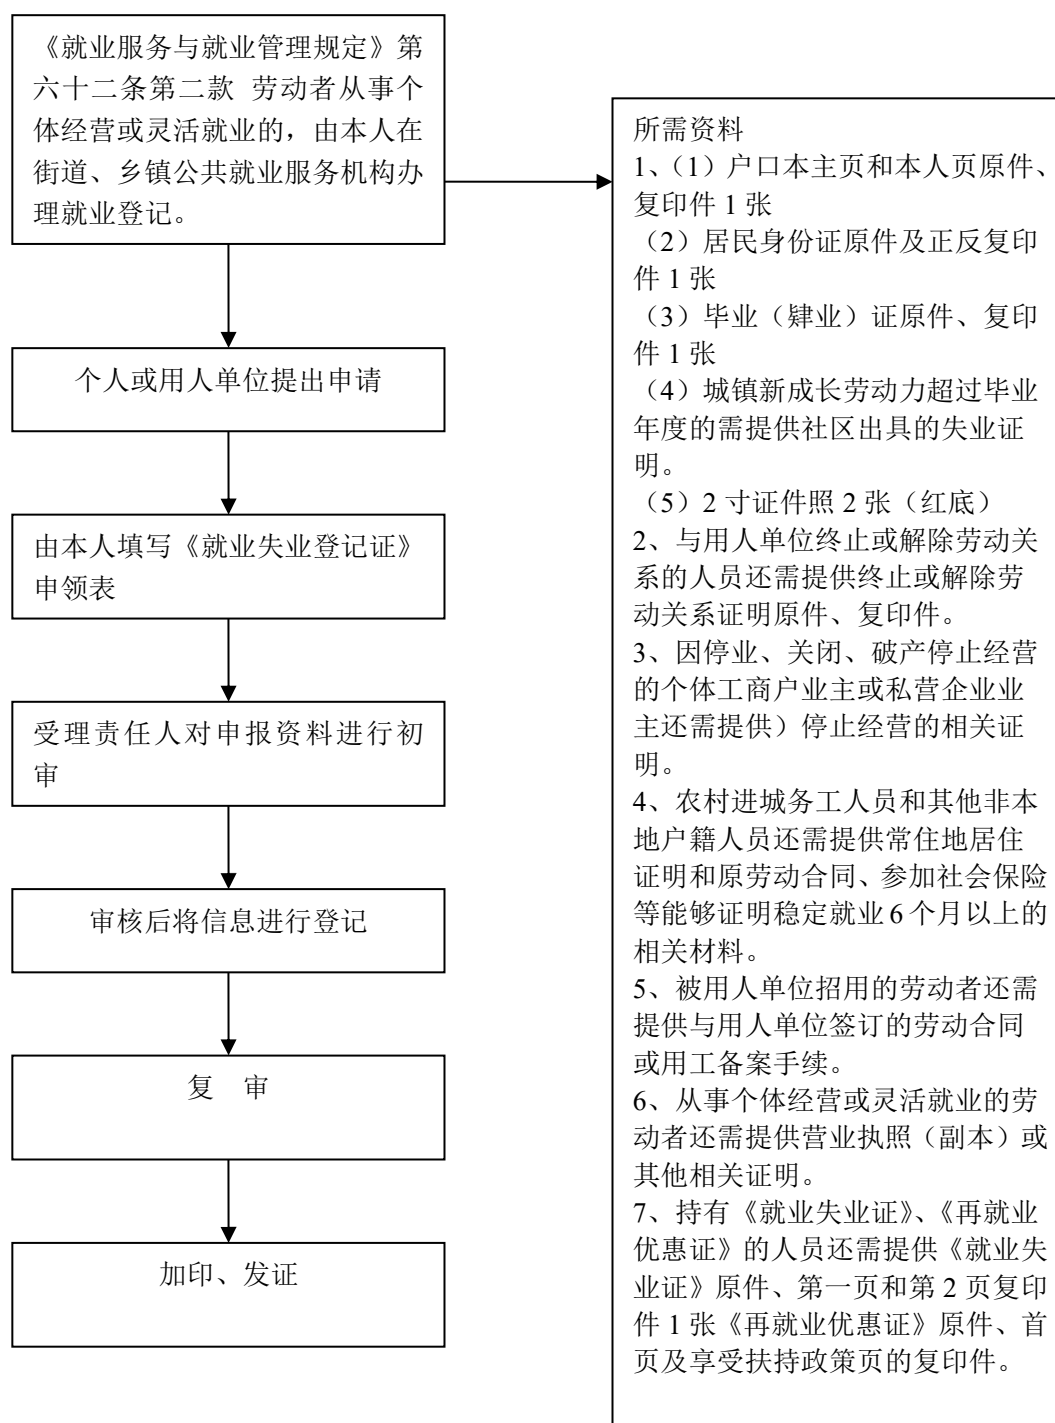 《就业服务与就业管理规定》第
六十二条第二款 劳动者从事个
体经营或灵活就业的，由本人在
街道、乡镇公共就业服务机构办
理就业登记。
个人或用人单位提出申请
由本人填写《就业失业登记证》
申领表
受理责任人对申报资料进行初
审
审核后将信息进行登记
复 审
加印、发证
所需资料
1、（1）户口本主页和本人页原件、
复印件 1 张
（2）居民身份证原件及正反复印
件 1 张
（3）毕业（肄业）证原件、复印
件 1 张
（4）城镇新成长劳动力超过毕业
年度的需提供社区出具的失业证
明。
（5）2 寸证件照 2 张（红底）
2、与用人单位终止或解除劳动关
系的人员还需提供终止或解除劳
动关系证明原件、复印件。
3、因停业、关闭、破产停止经营
的个体工商户业主或私营企业业
主还需提供）停止经营的相关证
明。
4、农村进城务工人员和其他非本
地户籍人员还需提供常住地居住
证明和原劳动合同、参加社会保险
等能够证明稳定就业 6 个月以上的
相关材料。
5、被用人单位招用的劳动者还需
提供与用人单位签订的劳动合同
或用工备案手续。
6、从事个体经营或灵活就业的劳
动者还需提供营业执照（副本）或
其他相关证明。
7、持有《就业失业证》、《再就业
优惠证》的人员还需提供《就业失
业证》原件、第一页和第 2 页复印
件 1 张《再就业优惠证》原件、首
页及享受扶持政策页的复印件。